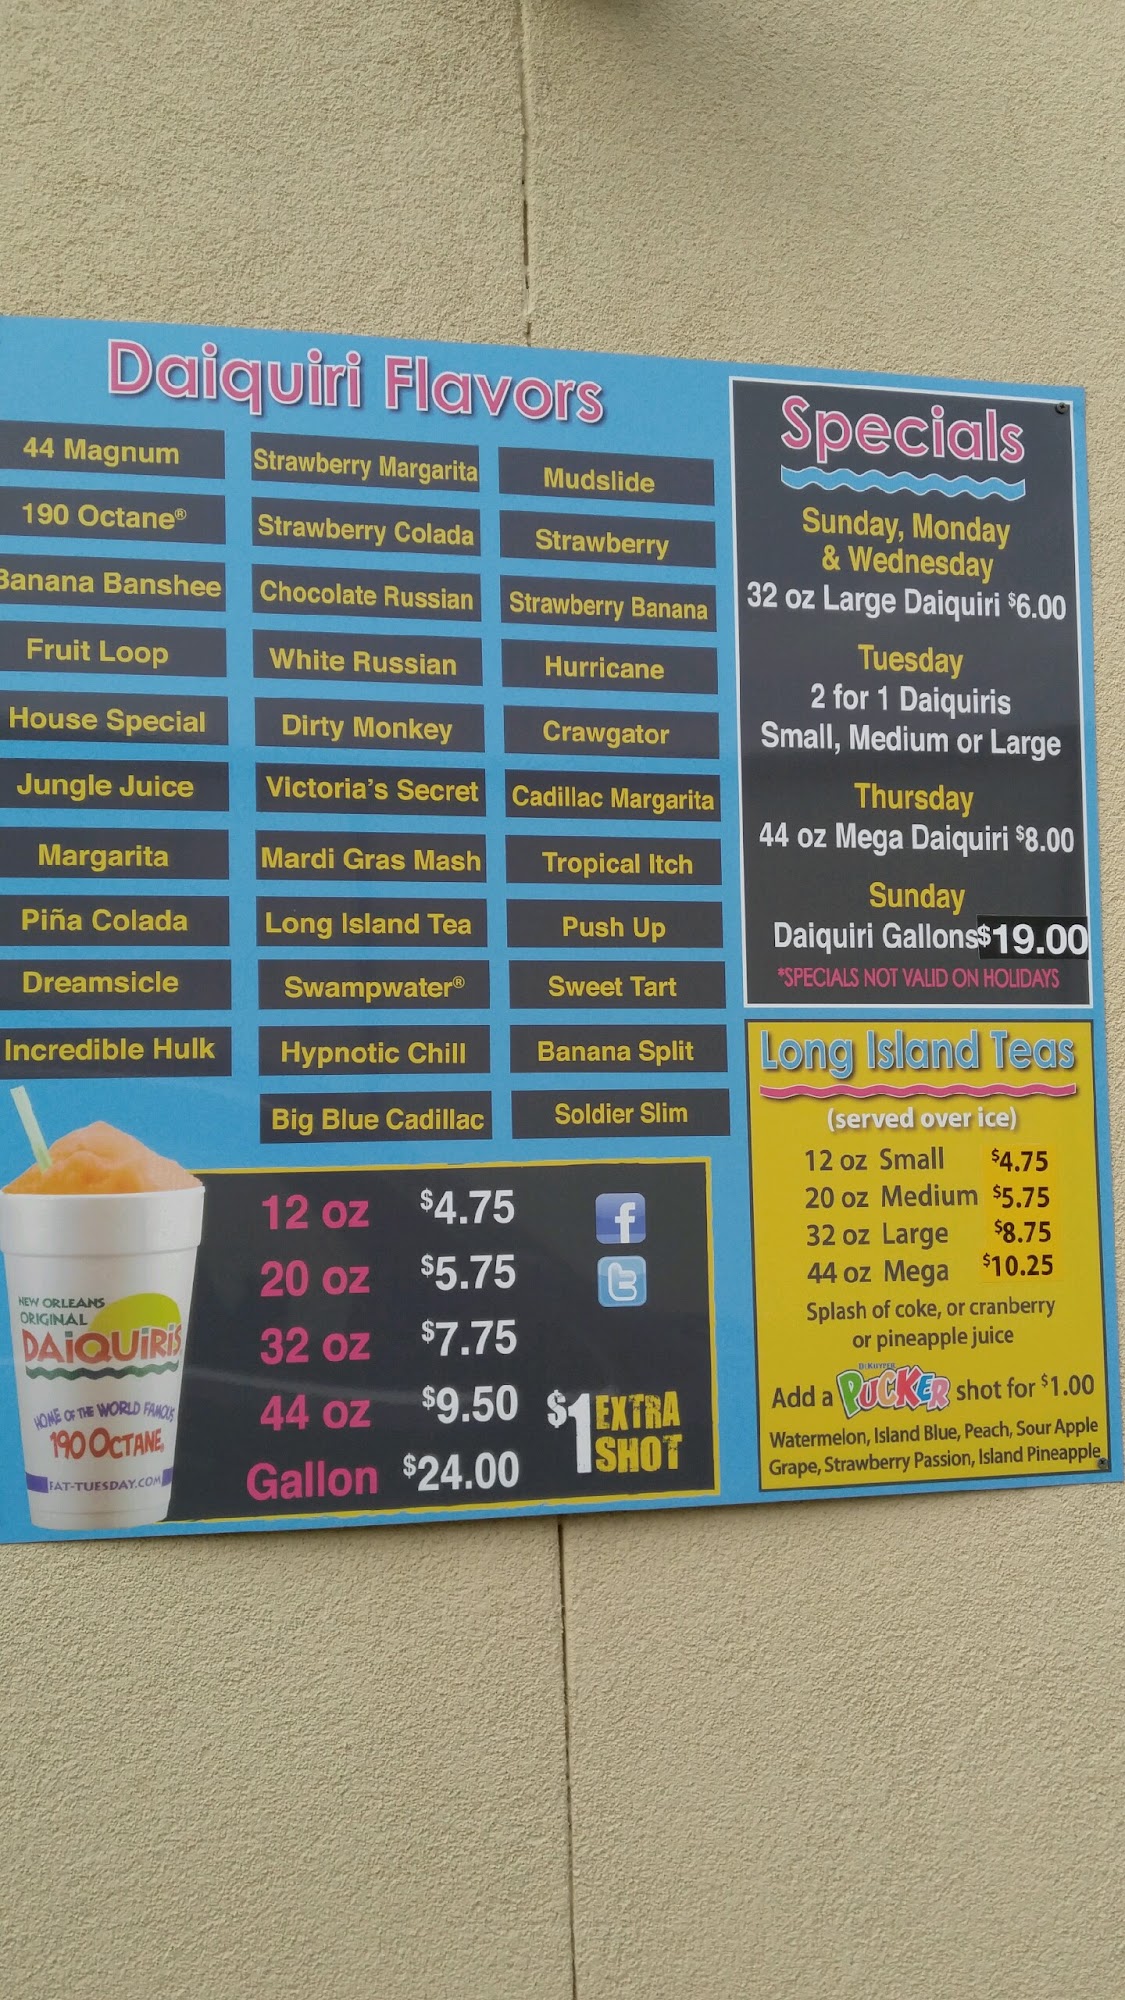 Daiquiri Flavors
44 Magnum
190 Octane®
Banana Banshee
Fruit Loop
House Special
Jungle Juice
Margarita
Piña Colada
Dreamsicle
Incredible Hulk
Strawberry Margarita
Strawberry Colada
Chocolate Russian
White Russian
Dirty Monkey
Victoria's Secret
Mardi Gras Mash
Long Island Tea
Swampwater®
Hypnotic Chill
Big Blue Cadillac
Mudslide
Strawberry
Strawberry Banana
Hurricane
Crawgator
Cadillac Margarita
Tropical Itch
Push Up
Sweet Tart
Banana Split
Soldier Slim
NEW ORLEANS
ORIGINAL
DAiQUiRiS
HOME OF THE WORLD FAMOUS
190 OCTANE
FAT-TUESDAY.COM
12 oz $4.75
20 oz $5.75
32 oz $7.75
44 oz $9.50
Gallon $24.00
$1 EXTRA
SHOT
Specials
Sunday, Monday
& Wednesday
32 oz Large Daiquiri $6.00
Tuesday
2 for 1 Daiquiris
Small, Medium or Large
Thursday
44 oz Mega Daiquiri $8.00
Sunday
Daiquiri Gallons $19.00
*SPECIALS NOT VALID ON HOLIDAYS
Long Island Teas
(served over ice)
12 oz Small $4.75
20 oz Medium $5.75
32 oz Large $8.75
44 oz Mega $10.25
Splash of coke, or cranberry
or pineapple juice
DEKUYPER
Add a PUCKER shot for $1.00
Watermelon, Island Blue, Peach, Sour Apple
Grape, Strawberry Passion, Island Pineapple